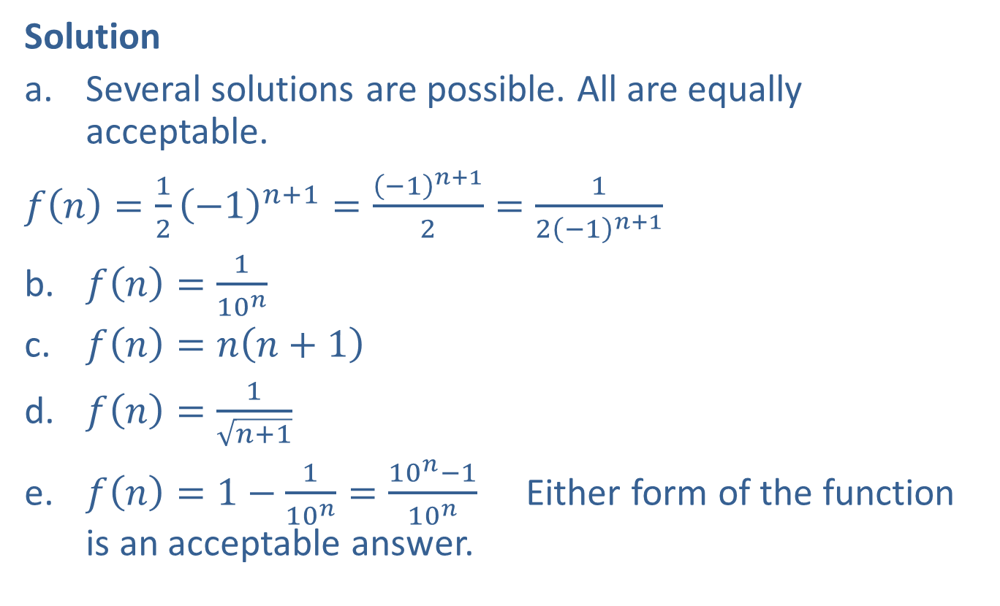 Solution
a. Several solutions are possible. All are equally
acceptable.
f(n) = \frac{1}{2}(−1)^{n+1} = \frac{(−1)^{n+1}}{2} = \frac{1}{2(−1)^{n+1}}
b. f(n) = \frac{1}{10^n}
c. f(n) = n(n + 1)
d. f(n) = \frac{1}{\sqrt{n+1}}
e. f(n) = 1 − \frac{1}{10^n} = \frac{10^n−1}{10^n} Either form of the function
is an acceptable answer.